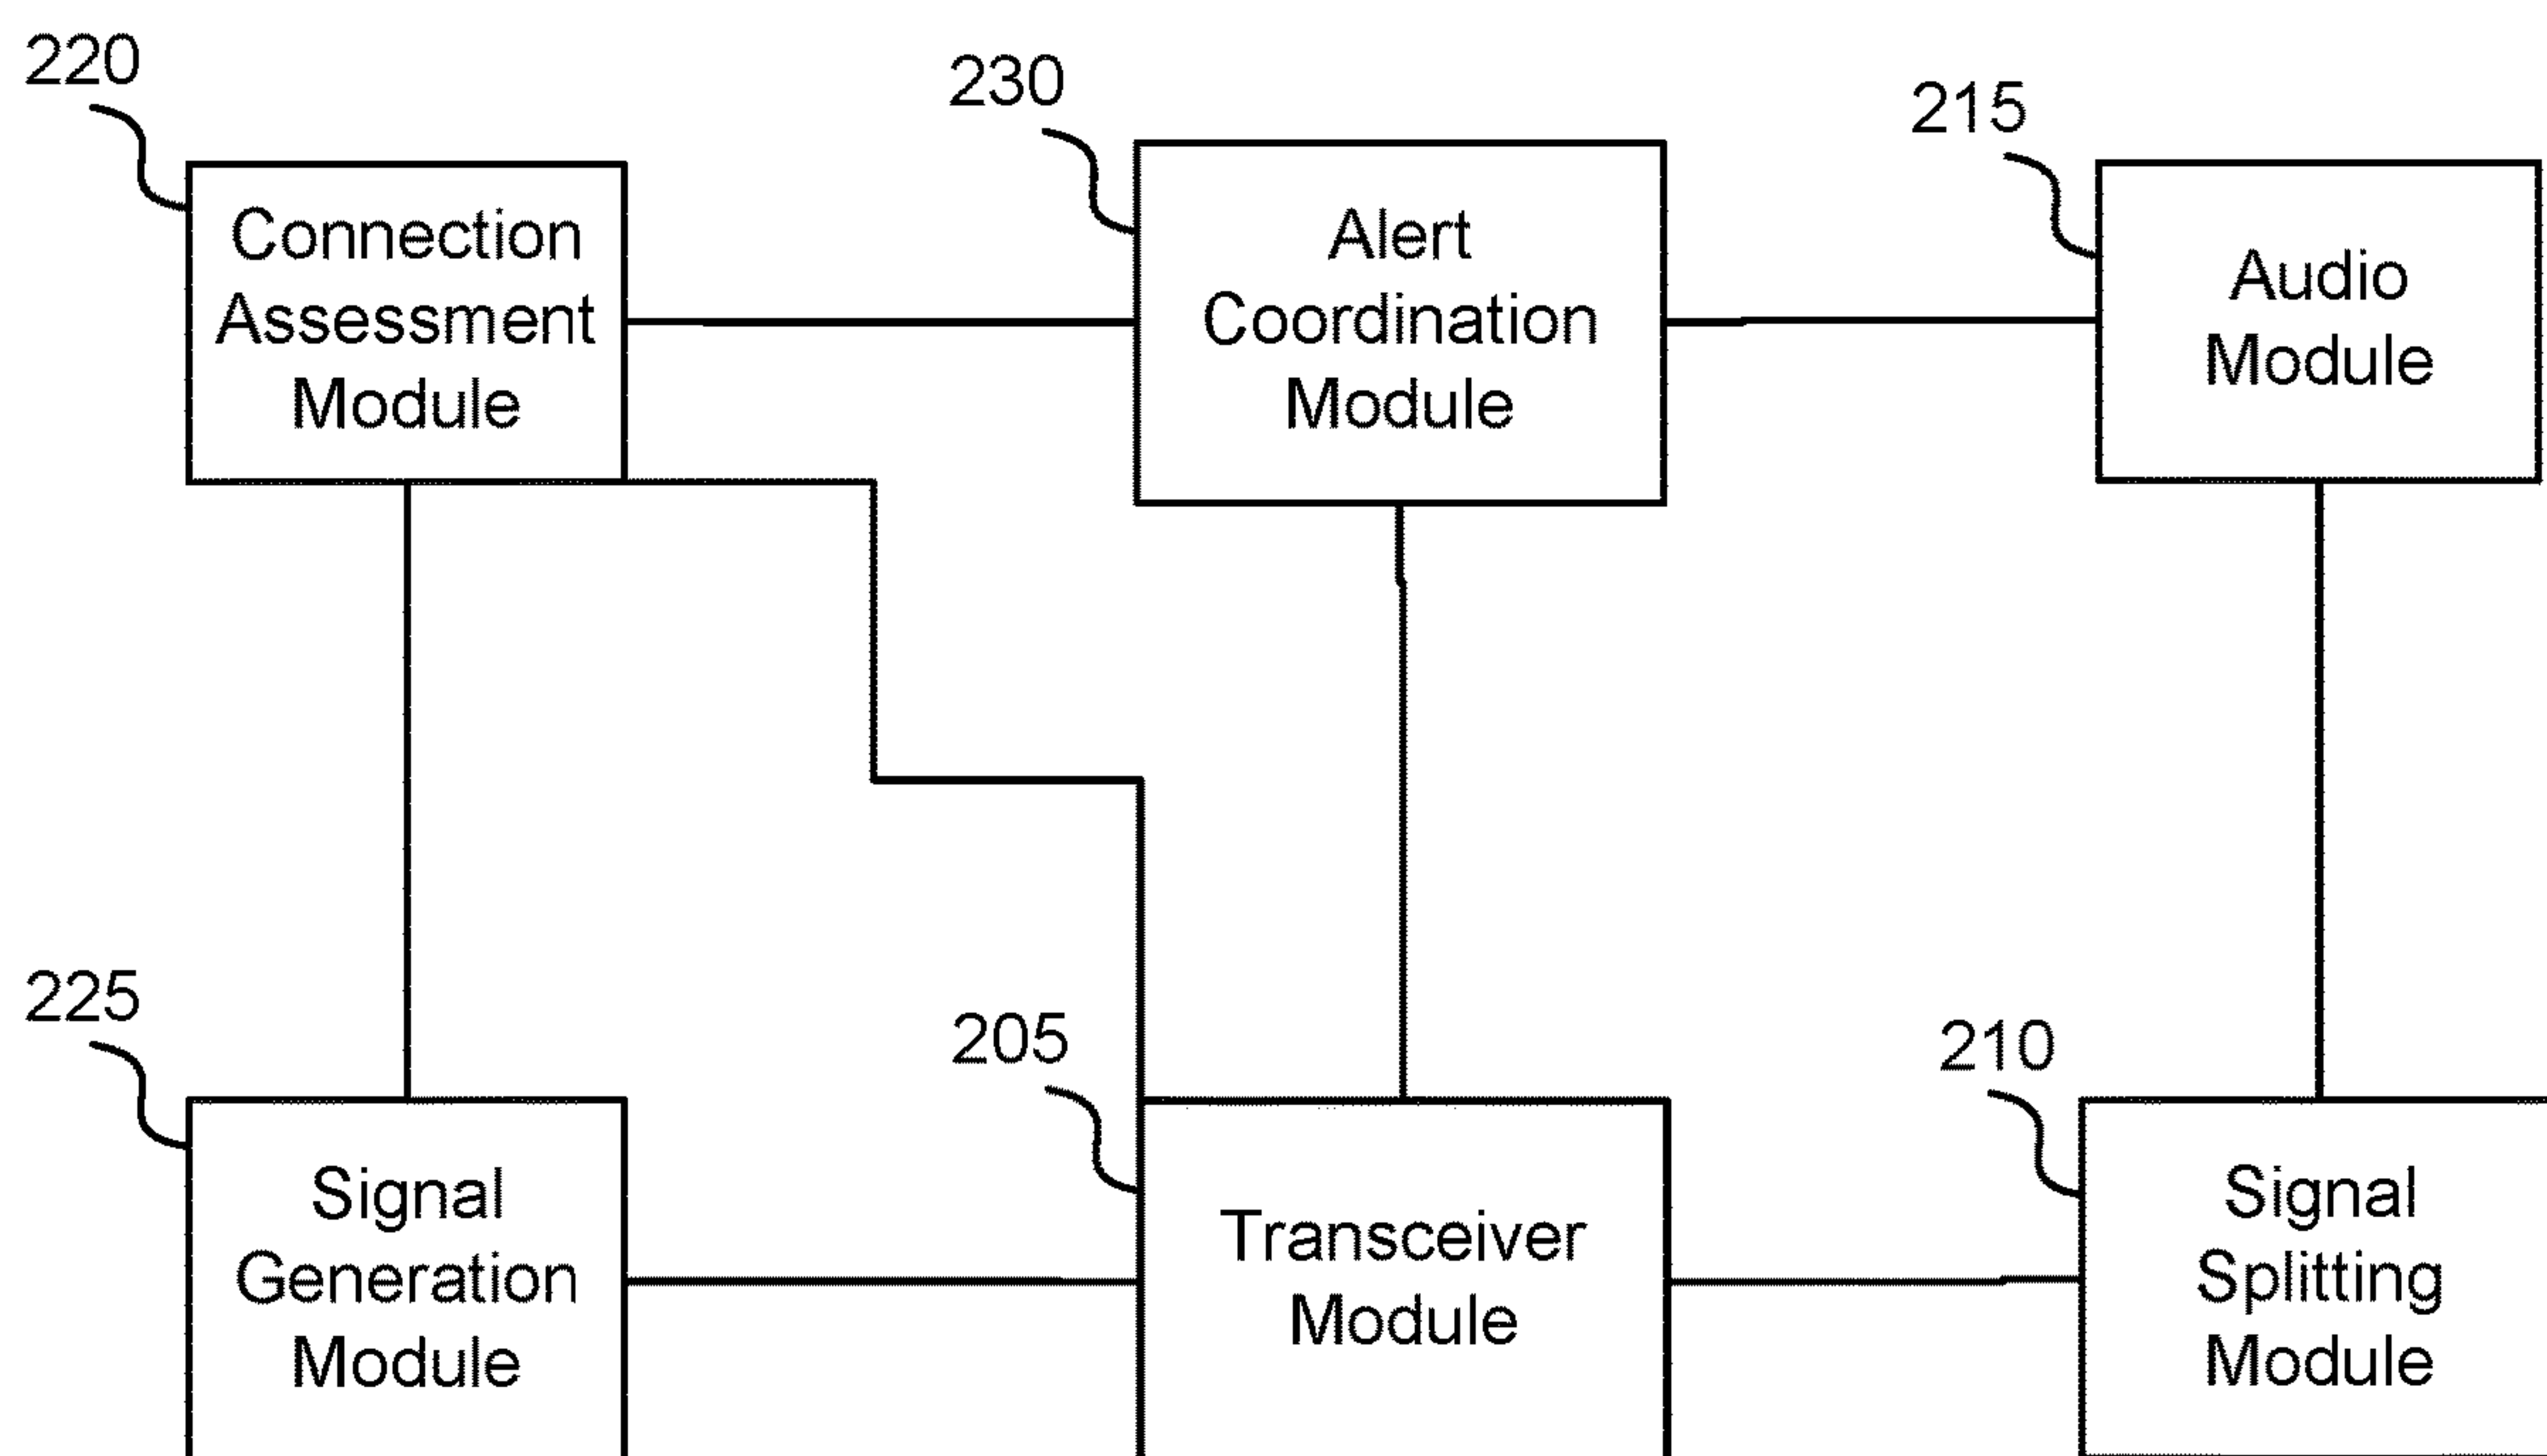 220
230
215
Connection
Assessment
Module
Alert
Coordination
Module
Audio
Module
225
205
210
Signal
Generation
Module
Transceiver
Module
Signal
Splitting
Module